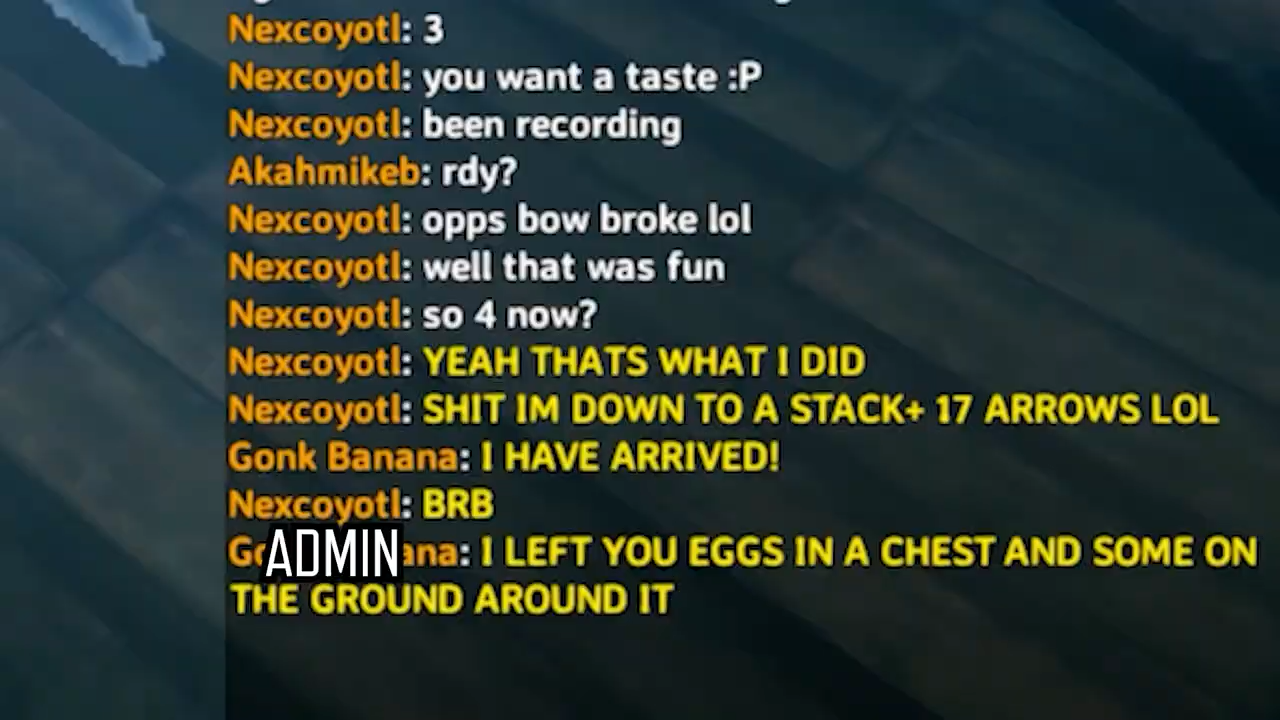 Nexcoyotl: 3
Nexcoyotl: you want a taste :P
Nexcoyotl: been recording
Akahmikeb: rdy?
Nexcoyotl: opps bow broke lol
Nexcoyotl: well that was fun
Nexcoyotl: so 4 now?
Nexcoyotl: YEAH THATS WHAT I DID
Nexcoyotl: SHIT IM DOWN TO A STACK+ 17 ARROWS LOL
Gonk Banana: I HAVE ARRIVED!
Nexcoyotl: BRB
ADMIN: I LEFT YOU EGGS IN A CHEST AND SOME ON
THE GROUND AROUND IT